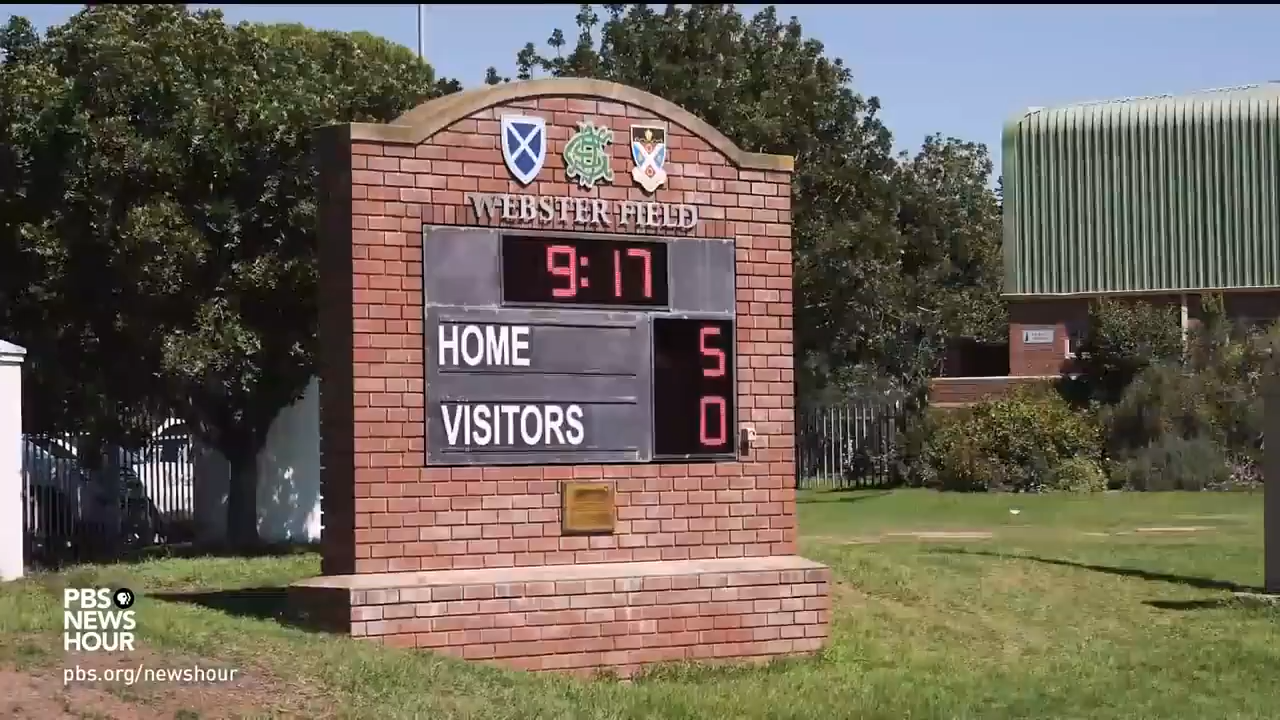 WEBSTER FIELD
9:17
HOME 5
VISITORS 0
PBS
NEWS
HOUR
pbs.org/newshour